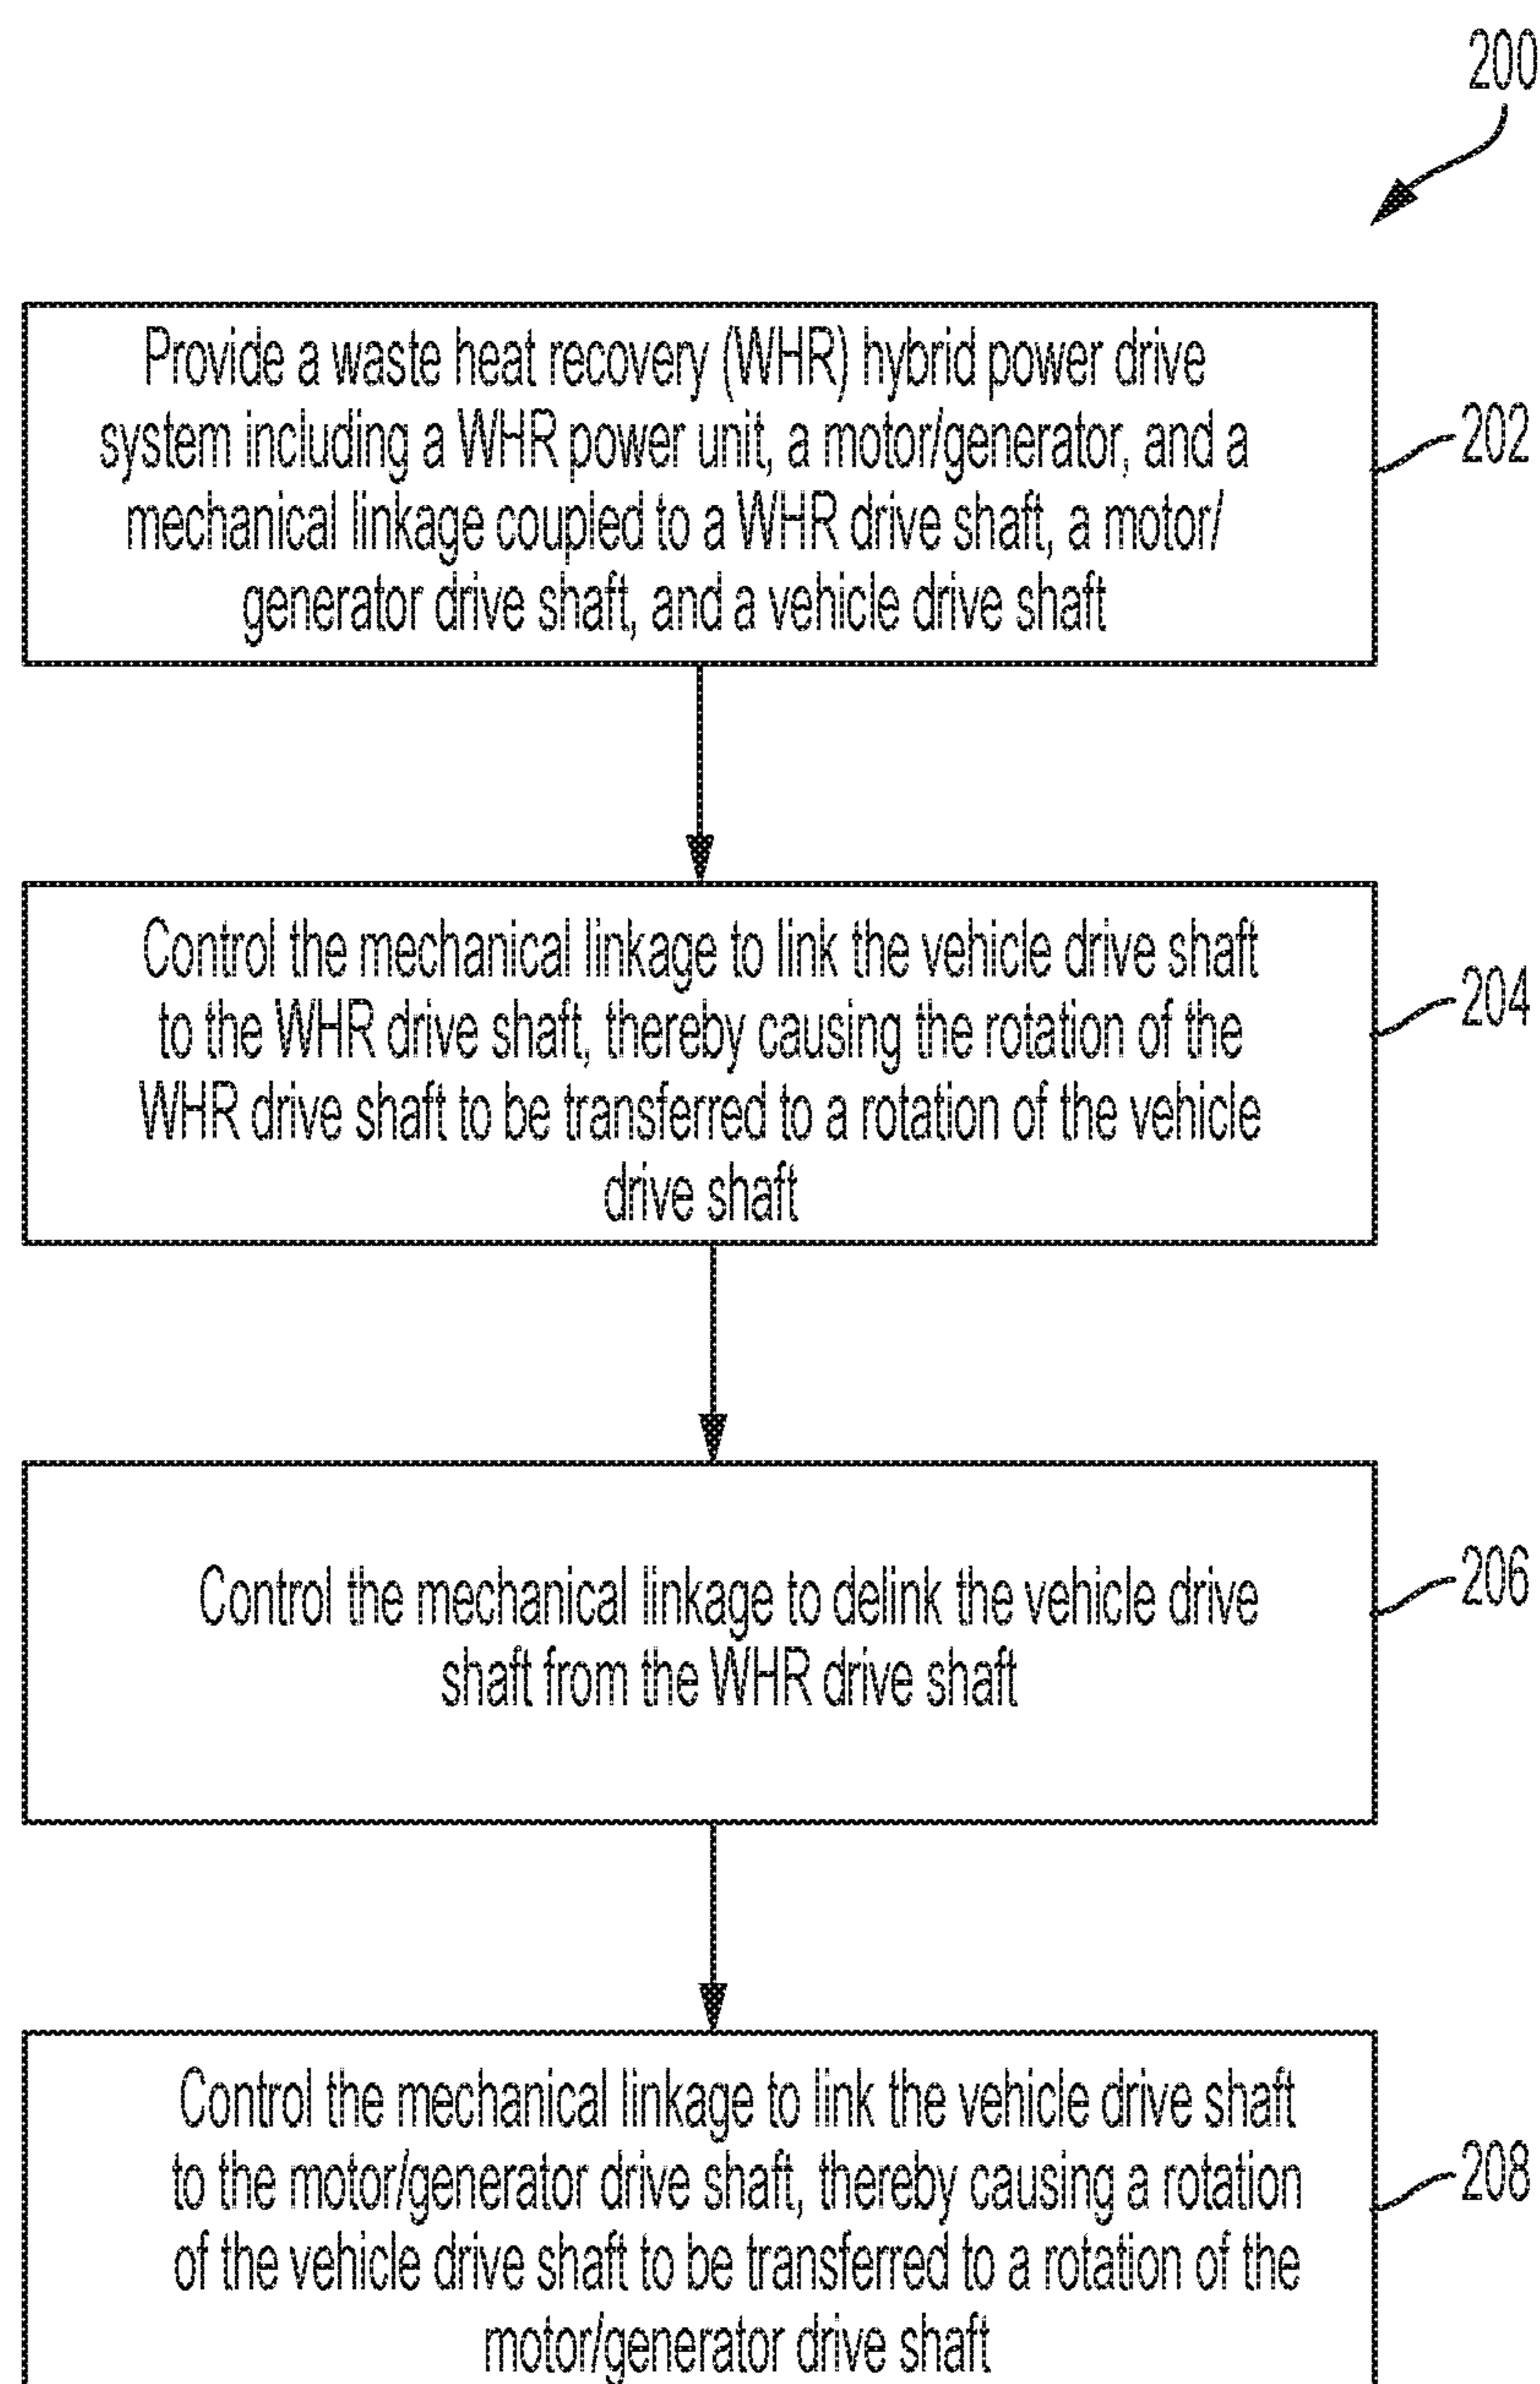 200
Provide a waste heat recovery (WHR) hybrid power drive
system including a WHR power unit, a motor/generator, and a
mechanical linkage coupled to a WHR drive shaft, a motor/
generator drive shaft, and a vehicle drive shaft
202
Control the mechanical linkage to link the vehicle drive shaft
to the WHR drive shaft, thereby causing the rotation of the
WHR drive shaft to be transferred to a rotation of the vehicle
drive shaft
204
Control the mechanical linkage to delink the vehicle drive
shaft from the WHR drive shaft
206
Control the mechanical linkage to link the vehicle drive shaft
to the motor/generator drive shaft, thereby causing a rotation
of the vehicle drive shaft to be transferred to a rotation of the
motor/generator drive shaft
208